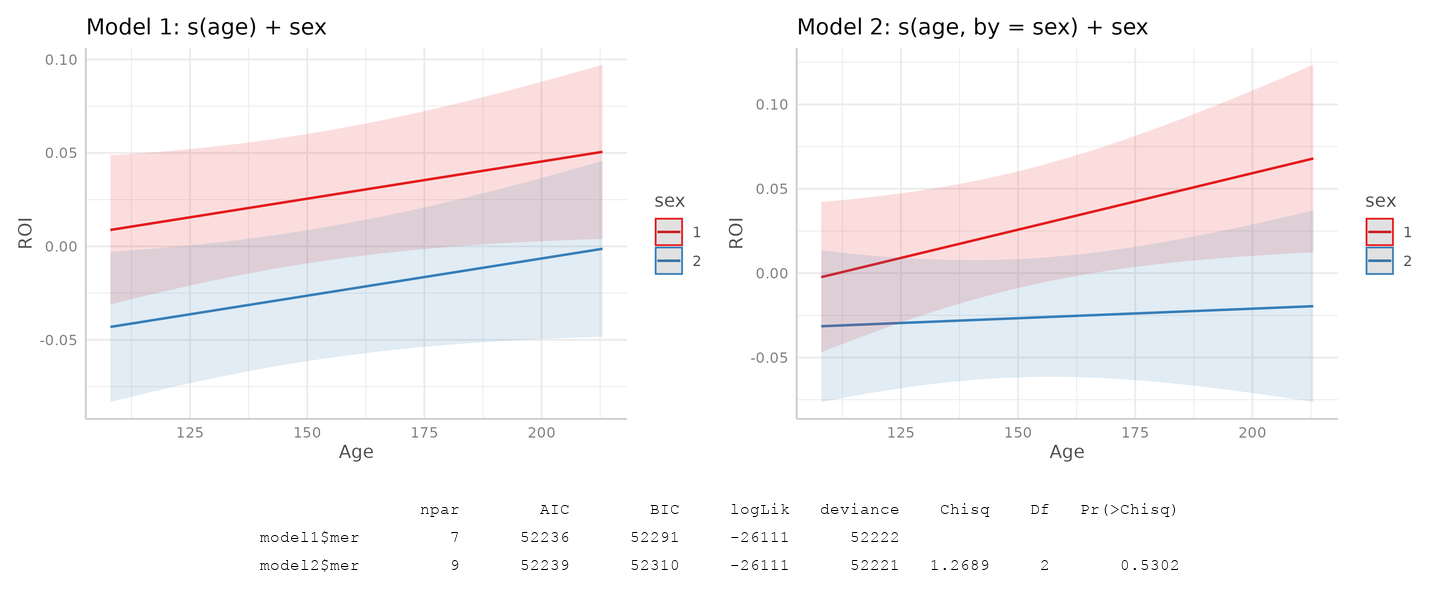 Model 1: s(age) + sex
0.10
0.05
0.00
-0.05
ROI
125 150 175 200
Age
sex
1
2
Model 2: s(age, by = sex) + sex
0.10
0.05
0.00
-0.05
ROI
125 150 175 200
Age
sex
1
2
npar AIC BIC logLik deviance Chisq Df Pr(>Chisq)
model1$mer 7 52236 52291 -26111 52222
model2$mer 9 52239 52310 -26111 52221 1.2689 2 0.5302